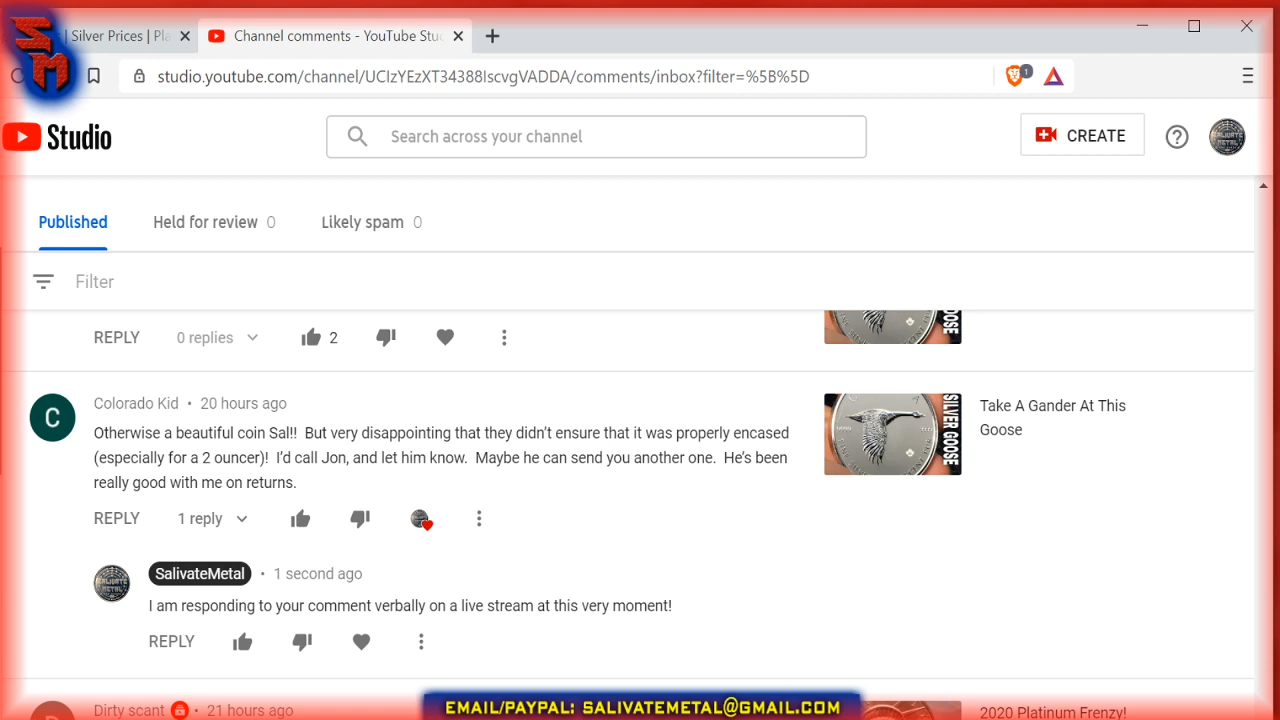 SM
| Silver Prices | Pla
Channel comments - YouTube Stu
studio.youtube.com/channel/UCIzYEzXT34388IscvgVADDA/comments/inbox?filter=%5B%5D
1
Studio
Search across your channel
CREATE
Published
Held for review 0
Likely spam 0
Filter
REPLY
0 replies
2
GOOSE
Colorado Kid • 20 hours ago
Otherwise a beautiful coin Sal!! But very disappointing that they didn't ensure that it was properly encased
(especially for a 2 ouncer)! I'd call Jon, and let him know. Maybe he can send you another one. He's been
really good with me on returns.
SILVER GOOSE
Take A Gander At This
Goose
REPLY
1 reply
SALIVATE
METAL
SalivateMetal • 1 second ago
I am responding to your comment verbally on a live stream at this very moment!
REPLY
Dirty scant • 21 hours ago
2020 Platinum Frenzy!
EMAIL/PAYPAL: SALIVATEMETAL@GMAIL.COM